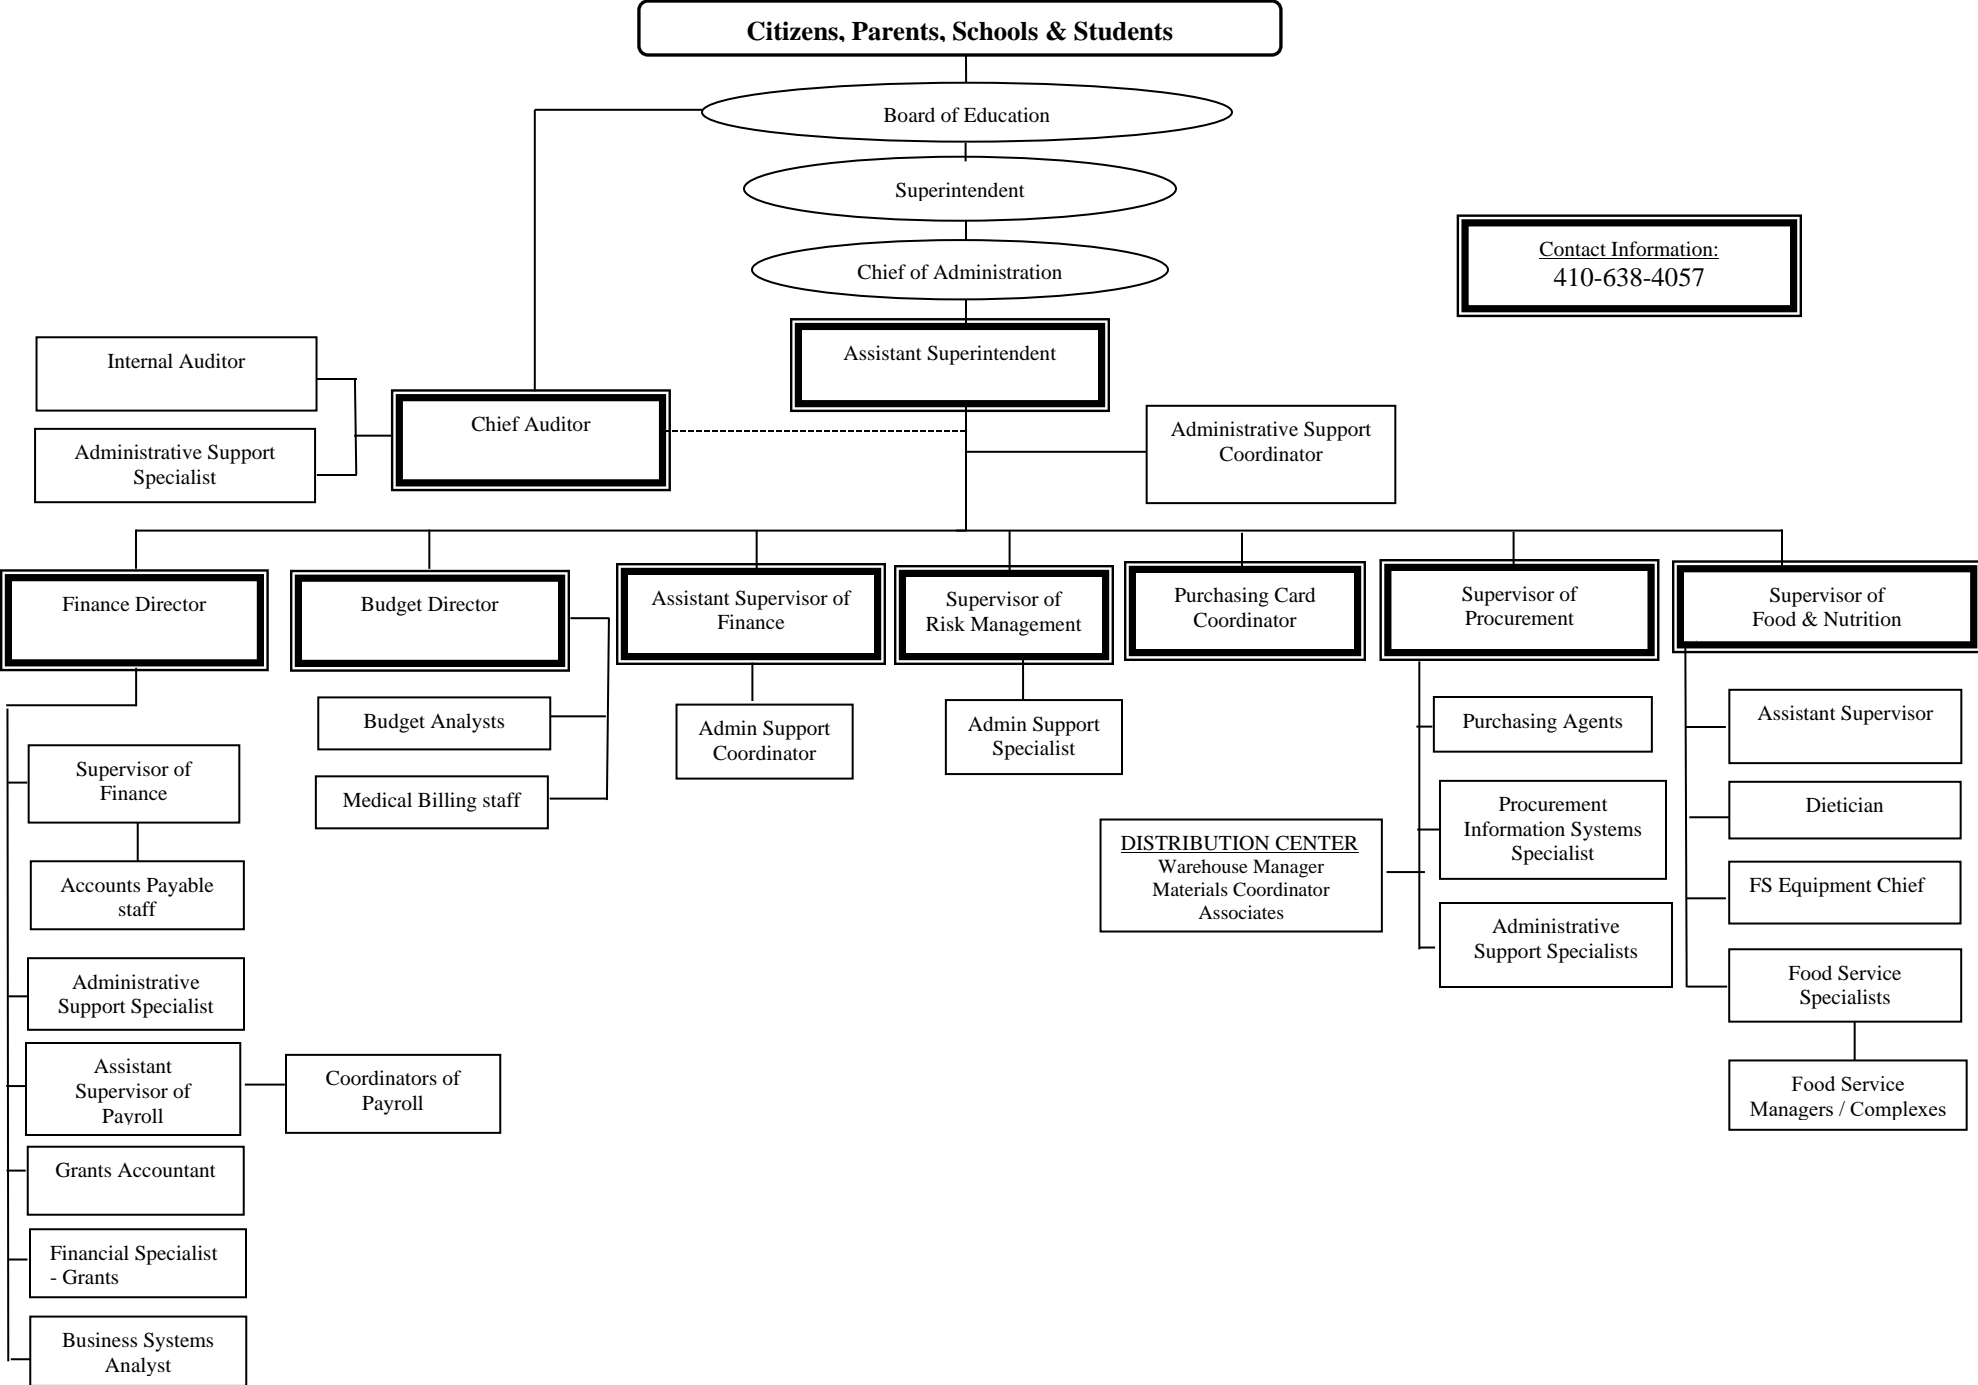 Citizens, Parents, Schools & Students
Board of Education
Superintendent
Chief of Administration
Contact Information:
410-638-4057
Assistant Superintendent
Internal Auditor
Chief Auditor
Administrative Support
Specialist
Administrative Support
Coordinator
Finance Director
Budget Director
Assistant Supervisor of
Finance
Supervisor of
Risk Management
Purchasing Card
Coordinator
Supervisor of
Procurement
Supervisor of
Food & Nutrition
Supervisor of
Finance
Accounts Payable
staff
Administrative
Support Specialist
Assistant
Supervisor of
Payroll
Coordinators of
Payroll
Grants Accountant
Financial Specialist
- Grants
Business Systems
Analyst
Budget Analysts
Medical Billing staff
Admin Support
Coordinator
Admin Support
Specialist
Purchasing Agents
Procurement
Information Systems
Specialist
DISTRIBUTION CENTER
Warehouse Manager
Materials Coordinator
Associates
Administrative
Support Specialists
Assistant Supervisor
Dietician
FS Equipment Chief
Food Service
Specialists
Food Service
Managers / Complexes